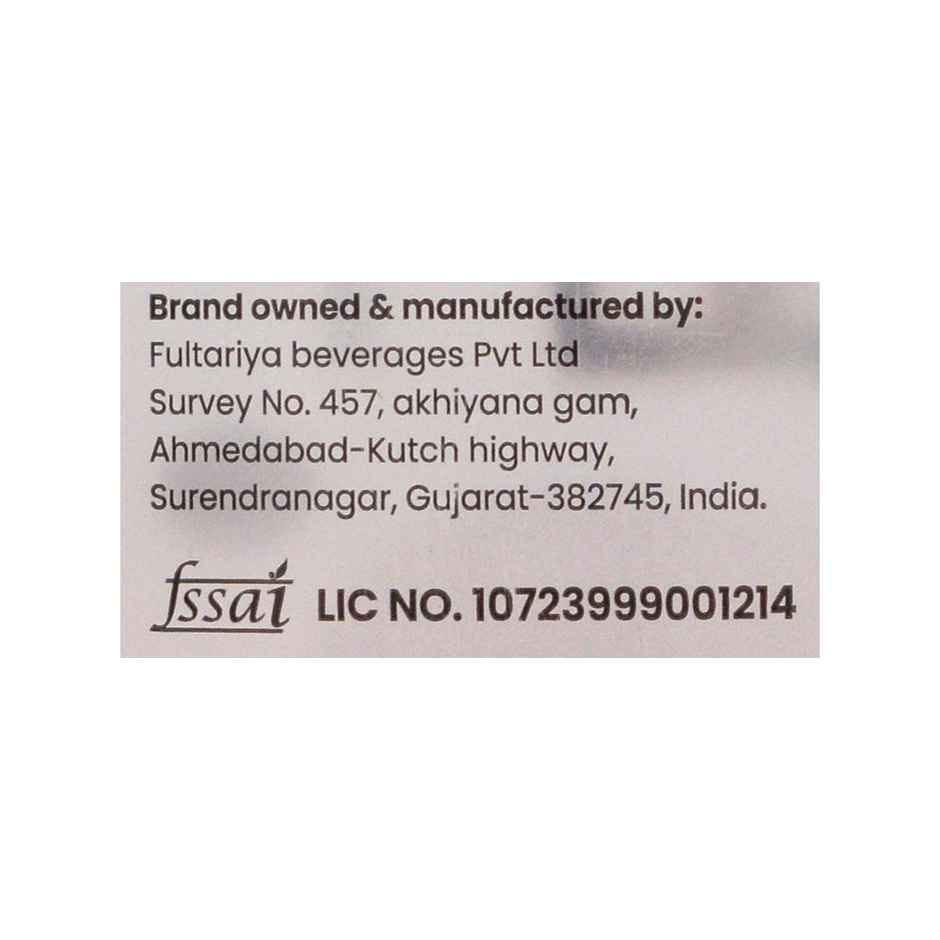 Brand owned & manufactured by:
Fultariya beverages Pvt Ltd
Survey No. 457, akhiyana gam,
Ahmedabad-Kutch highway,
Surendranagar, Gujarat-382745, India.
fssai LIC NO. 10723999001214